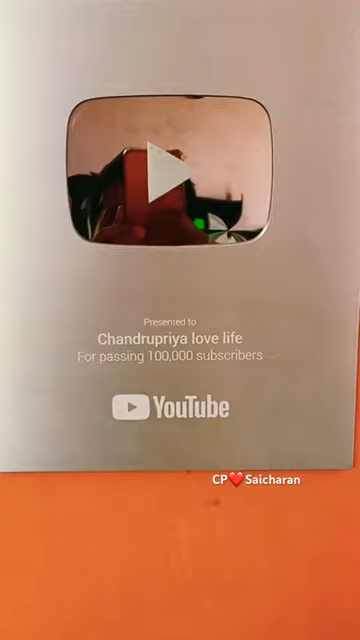 Presented to
Chandrupriya love life
For passing 100,000 subscribers
YouTube
CP❤️Saicharan